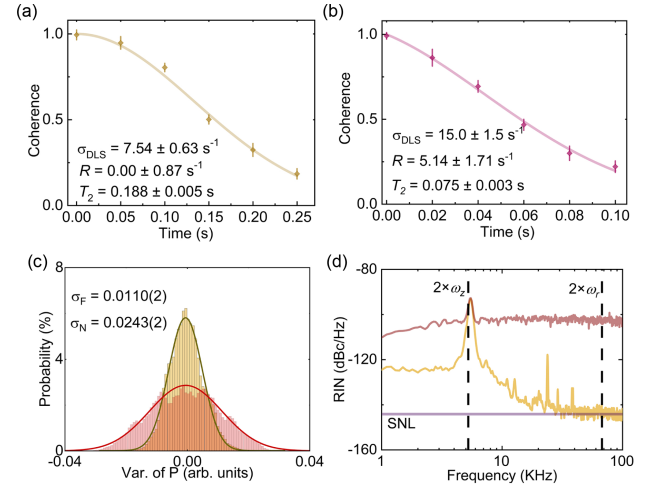 (a)
1.0
0.5
0.0
Coherence
σDLS = 7.54 ± 0.63 s-1
R = 0.00 ± 0.87 s-1
T2 = 0.188 ± 0.005 s
0.00 0.05 0.10 0.15 0.20 0.25
Time (s)
(b)
1.0
0.5
0.0
Coherence
σDLS = 15.0 ± 1.5 s-1
R = 5.14 ± 1.71 s-1
T2 = 0.075 ± 0.003 s
0.00 0.02 0.04 0.06 0.08 0.10
Time (s)
(c)
8
4
0
Probability (%)
σF = 0.0110(2)
σN = 0.0243(2)
-0.04 0.00 0.04
Var. of P (arb. units)
(d)
-80
-120
-160
RIN (dBc/Hz)
2×ωz
2×ωr
SNL
1 10 100
Frequency (KHz)